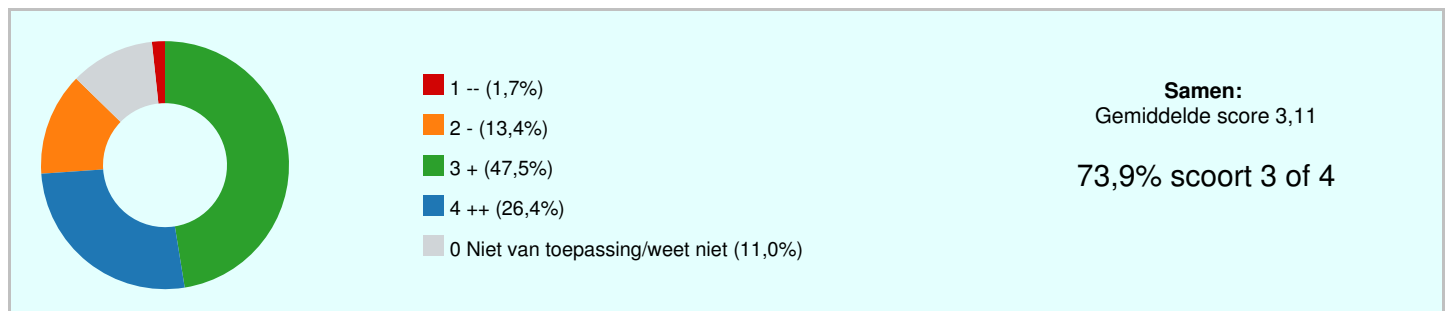 1 -- (1,7%)
2 - (13,4%)
3 + (47,5%)
4 ++ (26,4%)
0 Niet van toepassing/weet niet (11,0%)
Samen:
Gemiddelde score 3,11
73,9% scoort 3 of 4